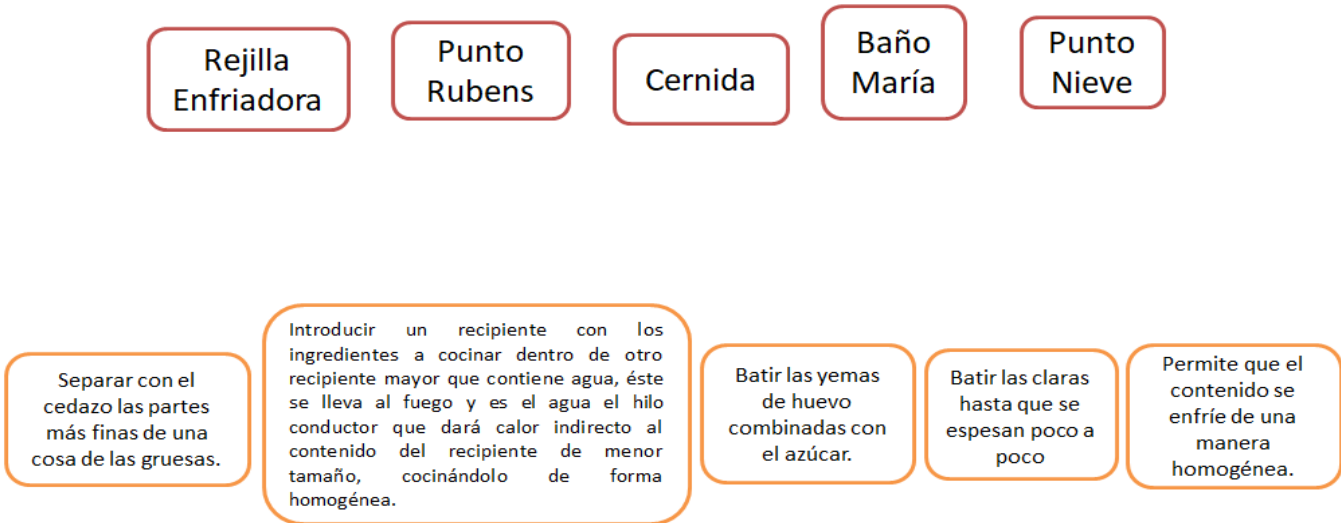 Rejilla
Enfriadora
Punto
Rubens
Cernida
Baño
María
Punto
Nieve
Separar con el
cedazo las partes
más finas de una
cosa de las gruesas.
Introducir un recipiente con los
ingredientes a cocinar dentro de otro
recipiente mayor que contiene agua, éste
se lleva al fuego y es el agua el hilo
conductor que dará calor indirecto al
contenido del recipiente de menor
tamaño, cocinándolo de forma
homogénea.
Batir las yemas
de huevo
combinadas con
el azúcar.
Batir las claras
hasta que se
espesan poco a
poco
Permite que el
contenido se
enfríe de una
manera
homogénea.